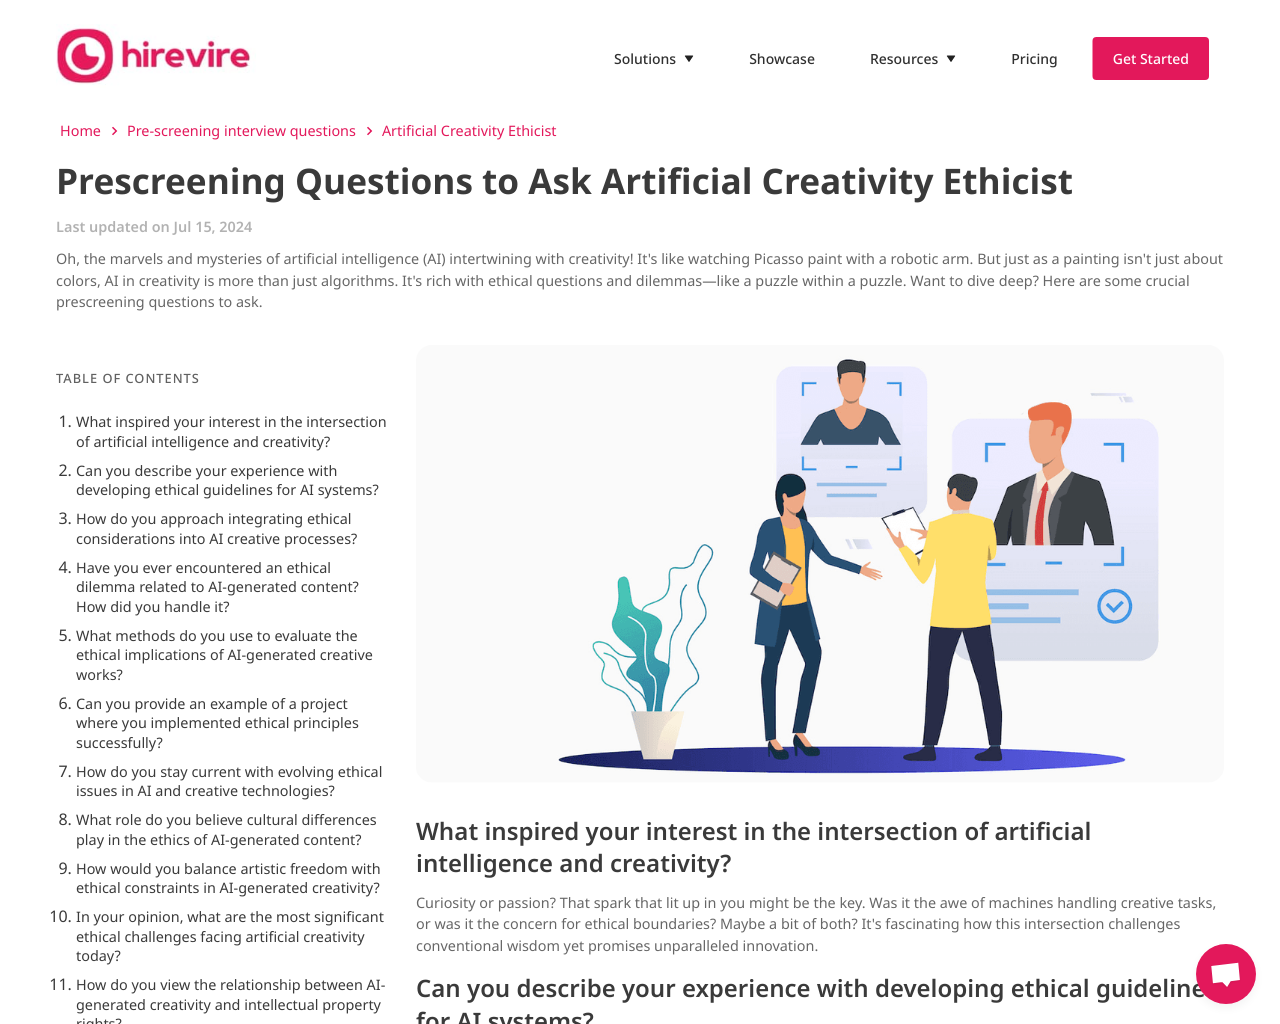 hirevire
Solutions
Showcase
Resources
Pricing
Get Started
Home
Pre-screening interview questions
Artificial Creativity Ethicist
Prescreening Questions to Ask Artificial Creativity Ethicist
Last updated on Jul 15, 2024
Oh, the marvels and mysteries of artificial intelligence (AI) intertwining with creativity! It's like watching Picasso paint with a robotic arm. But just as a painting isn't just about
colors, AI in creativity is more than just algorithms. It's rich with ethical questions and dilemmas—like a puzzle within a puzzle. Want to dive deep? Here are some crucial
prescreening questions to ask.
TABLE OF CONTENTS
1. What inspired your interest in the intersection
of artificial intelligence and creativity?
2. Can you describe your experience with
developing ethical guidelines for AI systems?
3. How do you approach integrating ethical
considerations into AI creative processes?
4. Have you ever encountered an ethical
dilemma related to AI-generated content?
How did you handle it?
5. What methods do you use to evaluate the
ethical implications of AI-generated creative
works?
6. Can you provide an example of a project
where you implemented ethical principles
successfully?
7. How do you stay current with evolving ethical
issues in AI and creative technologies?
8. What role do you believe cultural differences
play in the ethics of AI-generated content?
9. How would you balance artistic freedom with
ethical constraints in AI-generated creativity?
10. In your opinion, what are the most significant
ethical challenges facing artificial creativity
today?
11. How do you view the relationship between AI-
generated creativity and intellectual property
rights?
What inspired your interest in the intersection of artificial
intelligence and creativity?
Curiosity or passion? That spark that lit up in you might be the key. Was it the awe of machines handling creative tasks,
or was it the concern for ethical boundaries? Maybe a bit of both? It's fascinating how this intersection challenges
conventional wisdom yet promises unparalleled innovation.
Can you describe your experience with developing ethical guideline
for AI systems?